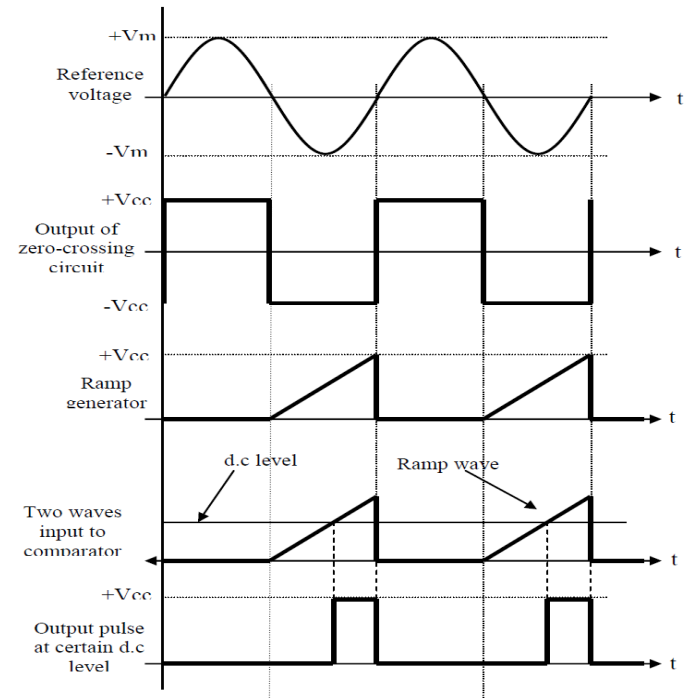 +Vm
Reference
voltage
t
-Vm
+Vcc
Output of
zero-crossing
circuit
t
-Vcc
+Vcc
Ramp
generator
t
d.c level
Ramp wave
Two waves
input to
comparator
t
+Vcc
Output pulse
at certain d.c
level
t